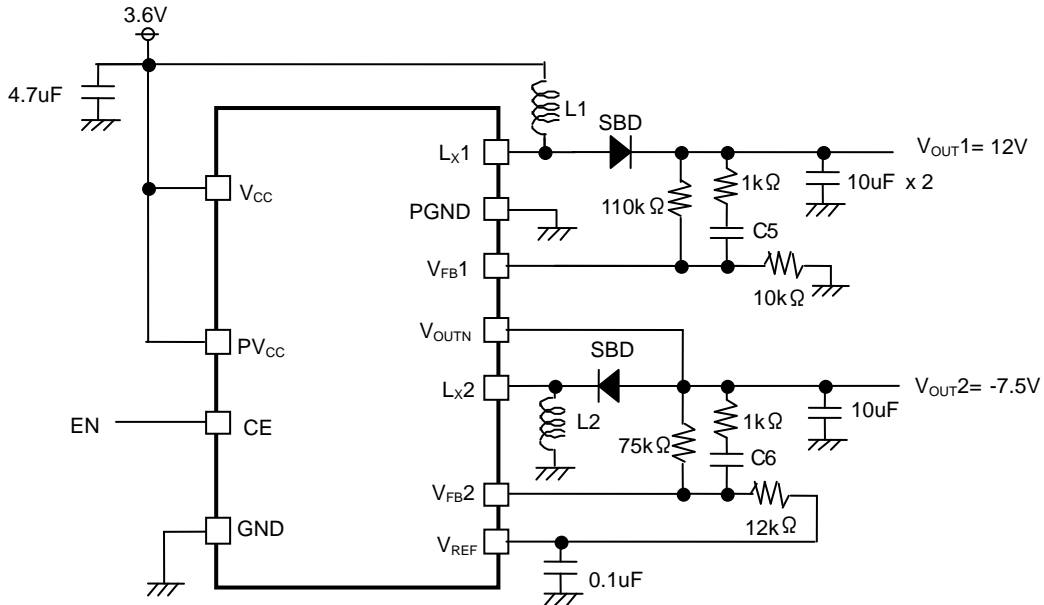 3.6V
4.7uF
L1
SBD
LX1
VOUT1= 12V
1kΩ
10uF x 2
VCC
110kΩ
PGND
C5
VFB1
10kΩ
VOUTN
SBD
PVCC
LX2
VOUT2= -7.5V
10uF
1kΩ
EN
CE
L2
75kΩ
C6
VFB2
12kΩ
GND
VREF
0.1uF